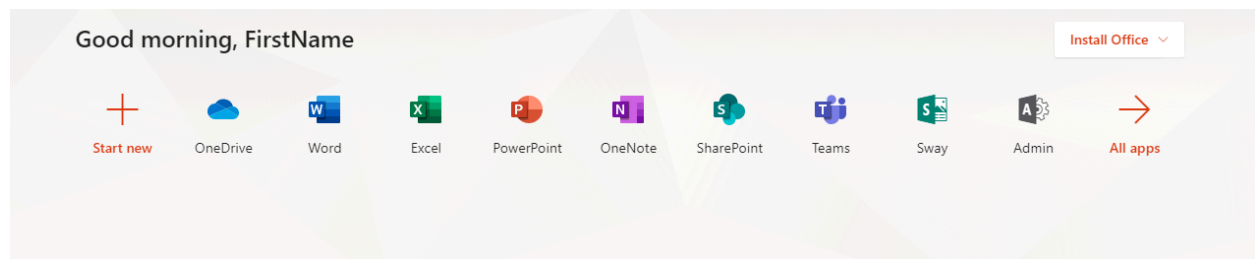 Good morning, FirstName
Install Office
Start new
OneDrive
Word
Excel
PowerPoint
OneNote
SharePoint
Teams
Sway
Admin
All apps